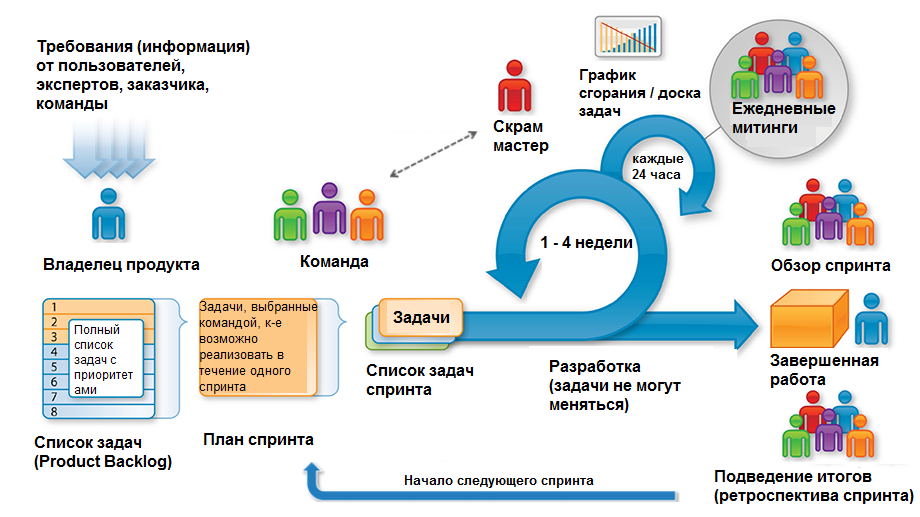 Требования (информация)
от пользователей,
экспертов, заказчика,
команды
Владелец продукта
Команда
Скрам
мастер
График
сгорания / доска
задач
Ежедневные
митинги
каждые
24 часа
1 - 4 недели
Обзор спринта
1
2
3
4
5
6
7
8
Полный
список
задач с
приоритет
ами
Список задач
(Product Backlog)
Задачи, выбранные
командой, к-е
возможно
реализовать в
течение одного
спринта
План спринта
Задачи
Список задач
спринта
Разработка
(задачи не могут
меняться)
Завершенная
работа
Подведение итогов
(ретроспектива спринта)
Начало следующего спринта